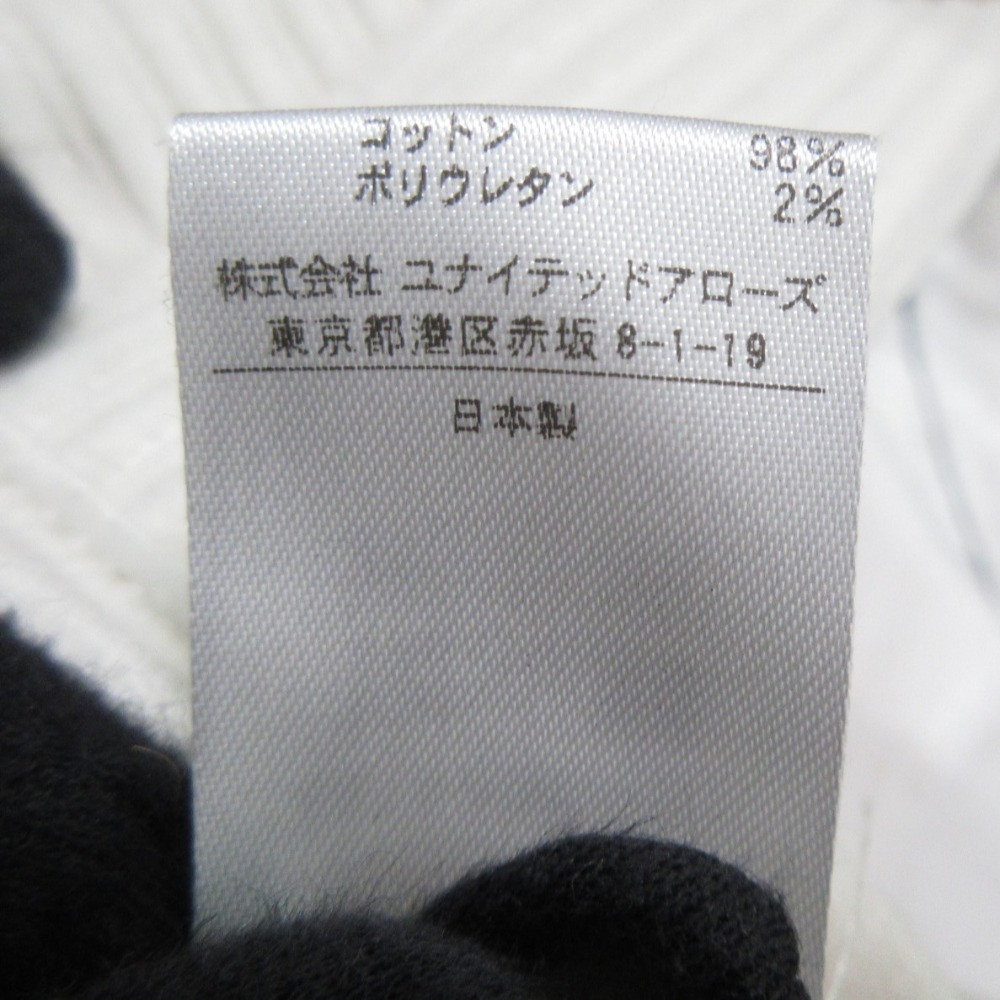 コットン 98%
ポリウレタン 2%
株式会社 ユナイテッドアローズ
東京都港区赤坂 8-1-19
日本製